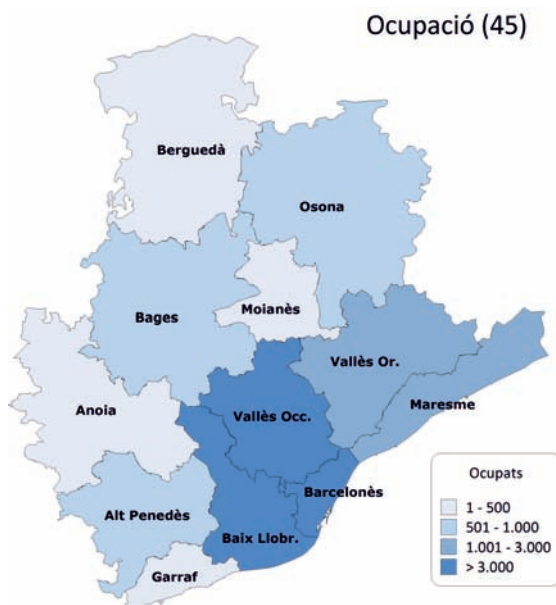 Ocupació (45)
Berguedà
Osona
Bages
Moianès
Vallès Or.
Anoia
Vallès Occ.
Maresme
Alt Penedès
Barcelonès
Baix Llobr.
Garraf
Ocupats
1 - 500
501 - 1.000
1.001 - 3.000
> 3.000